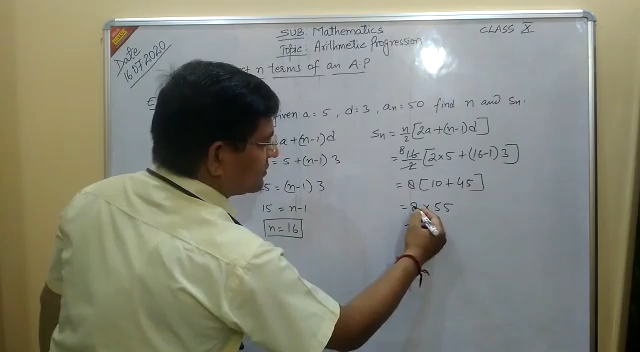 SUB. Mathematics
CLASS X
Topic: Arithmetic Progression
Date
16.07.2020
n terms of an A.P
given a = 5 , d = 3 , an = 50 find n and Sn.
a + (n-1) d
= 5 + (n-1) 3
5 = (n-1) 3
15 = n-1
n = 16
Sn = n/2 [2a + (n-1) d]
= 8 16/2 [2×5 + (16-1) 3]
= 8 [10 + 45]
= 8 × 55
=